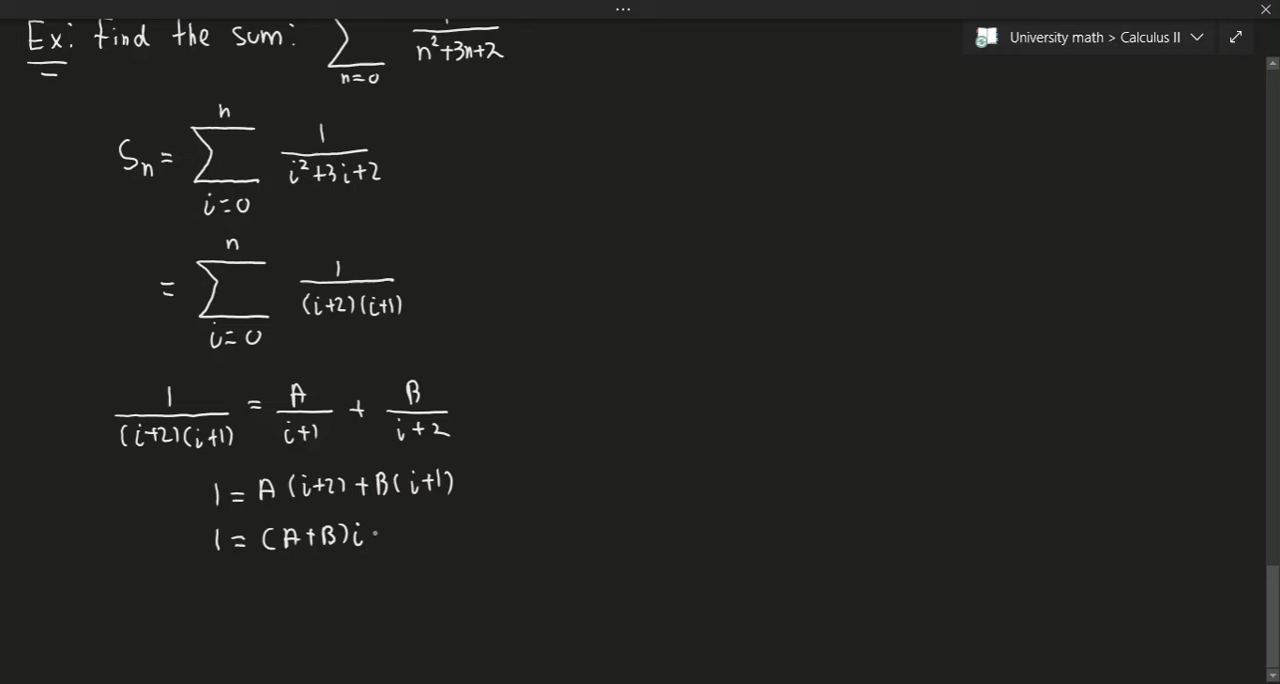 University math > Calculus II
Ex: Find the sum: ∑ n=0 1/(n²+3n+2)
Sₙ = ∑ i=0 n 1/(i²+3i+2)
= ∑ i=0 n 1/((i+2)(i+1))
1/((i+2)(i+1)) = A/(i+1) + B/(i+2)
1 = A(i+2) + B(i+1)
1 = (A+B)i